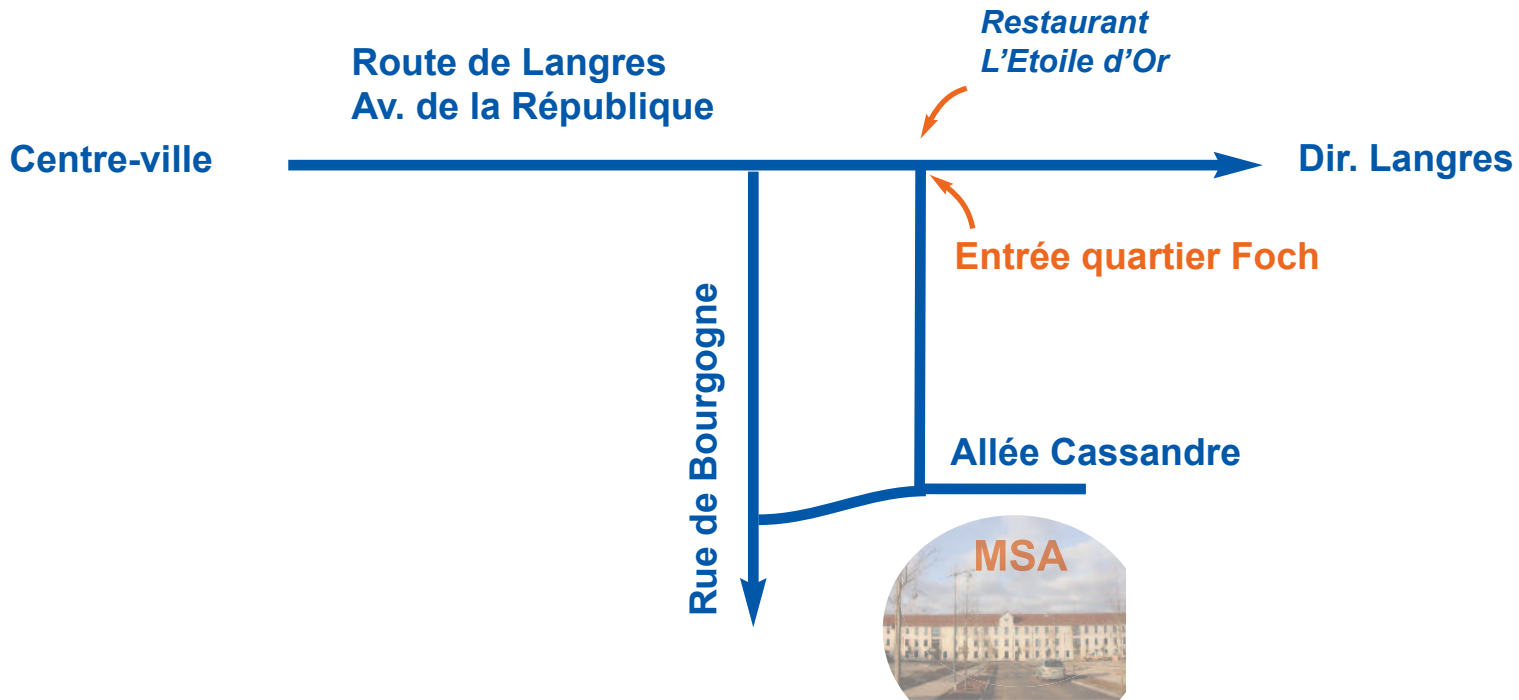 Restaurant
L’Etoile d’Or
Route de Langres
Av. de la République
Centre-ville
Dir. Langres
Entrée quartier Foch
Rue de Bourgogne
Allée Cassandre
MSA